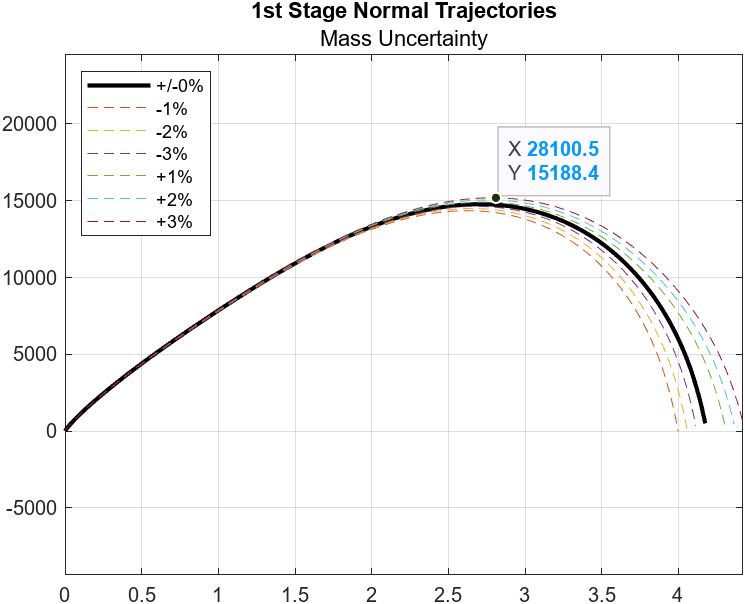 1st Stage Normal Trajectories
Mass Uncertainty
+/-0%
-1%
-2%
-3%
+1%
+2%
+3%
X 28100.5
Y 15188.4
20000
15000
10000
5000
0
-5000
0 0.5 1 1.5 2 2.5 3 3.5 4